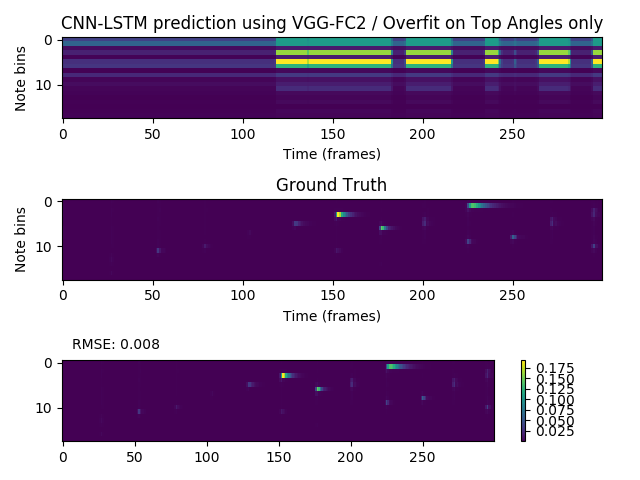 CNN-LSTM prediction using VGG-FC2 / Overfit on Top Angles only
0
10
Note bins
0 50 100 150 200 250
Time (frames)
Ground Truth
0
10
Note bins
0 50 100 150 200 250
Time (frames)
RMSE: 0.008
0
10
0 50 100 150 200 250
0.175
0.150
0.125
0.100
0.075
0.050
0.025